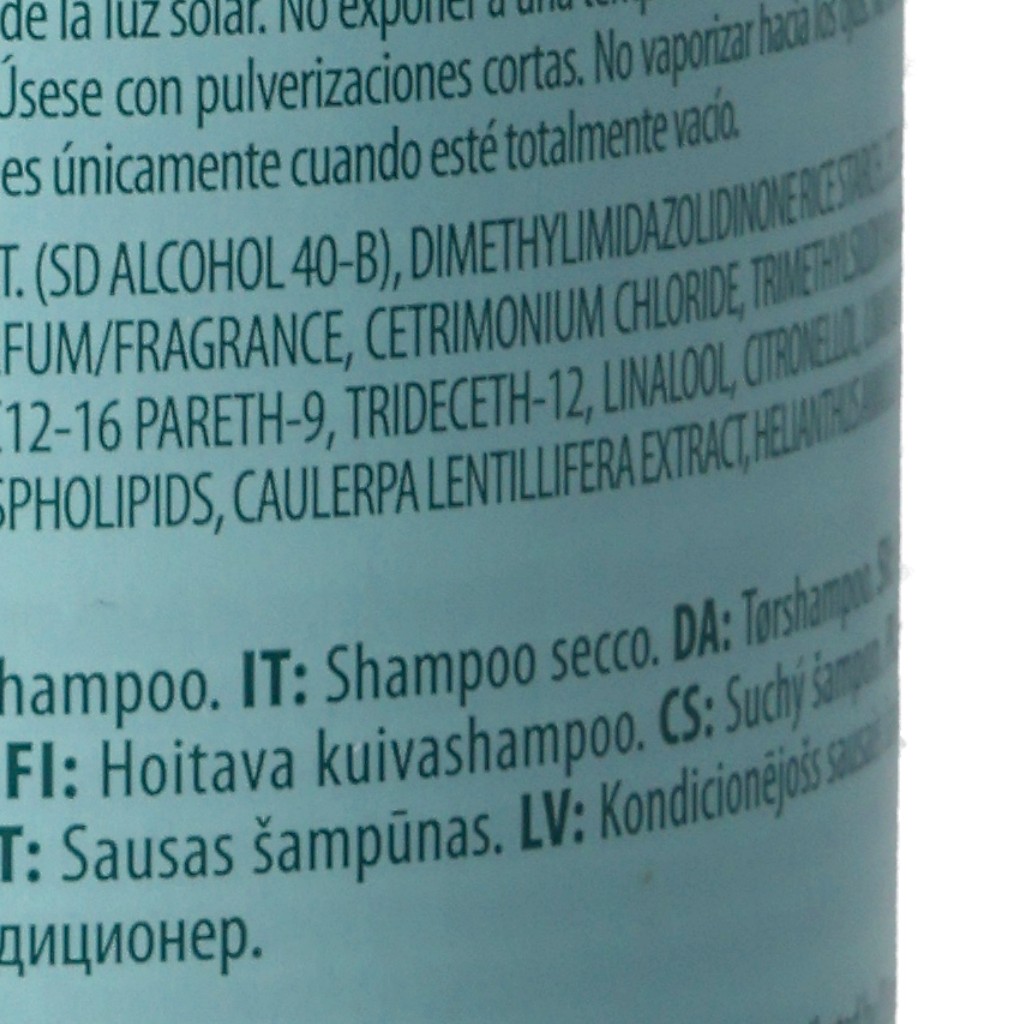 de la luz solar. No exponer a una
Úsese con pulverizaciones cortas. No vaporizar hacia los ojos.
es únicamente cuando esté totalmente vacío.
T. (SD ALCOHOL 40-B), DIMETHYLIMIDAZOLIDINONE RICE STARCH,
FUM/FRAGRANCE, CETRIMONIUM CHLORIDE,
C12-16 PARETH-9, TRIDECETH-12, LINALOOL, CITRONELLOL,
SPHOLIPIDS, CAULERPA LENTILLIFERA EXTRACT, HELIANTHUS
hampoo. IT: Shampoo secco. DA: Tørshampoo.
FI: Hoitava kuivashampoo. CS: Suchý šampon.
T: Sausas šampūnas. LV: Kondicionējošs sausais
диционер.